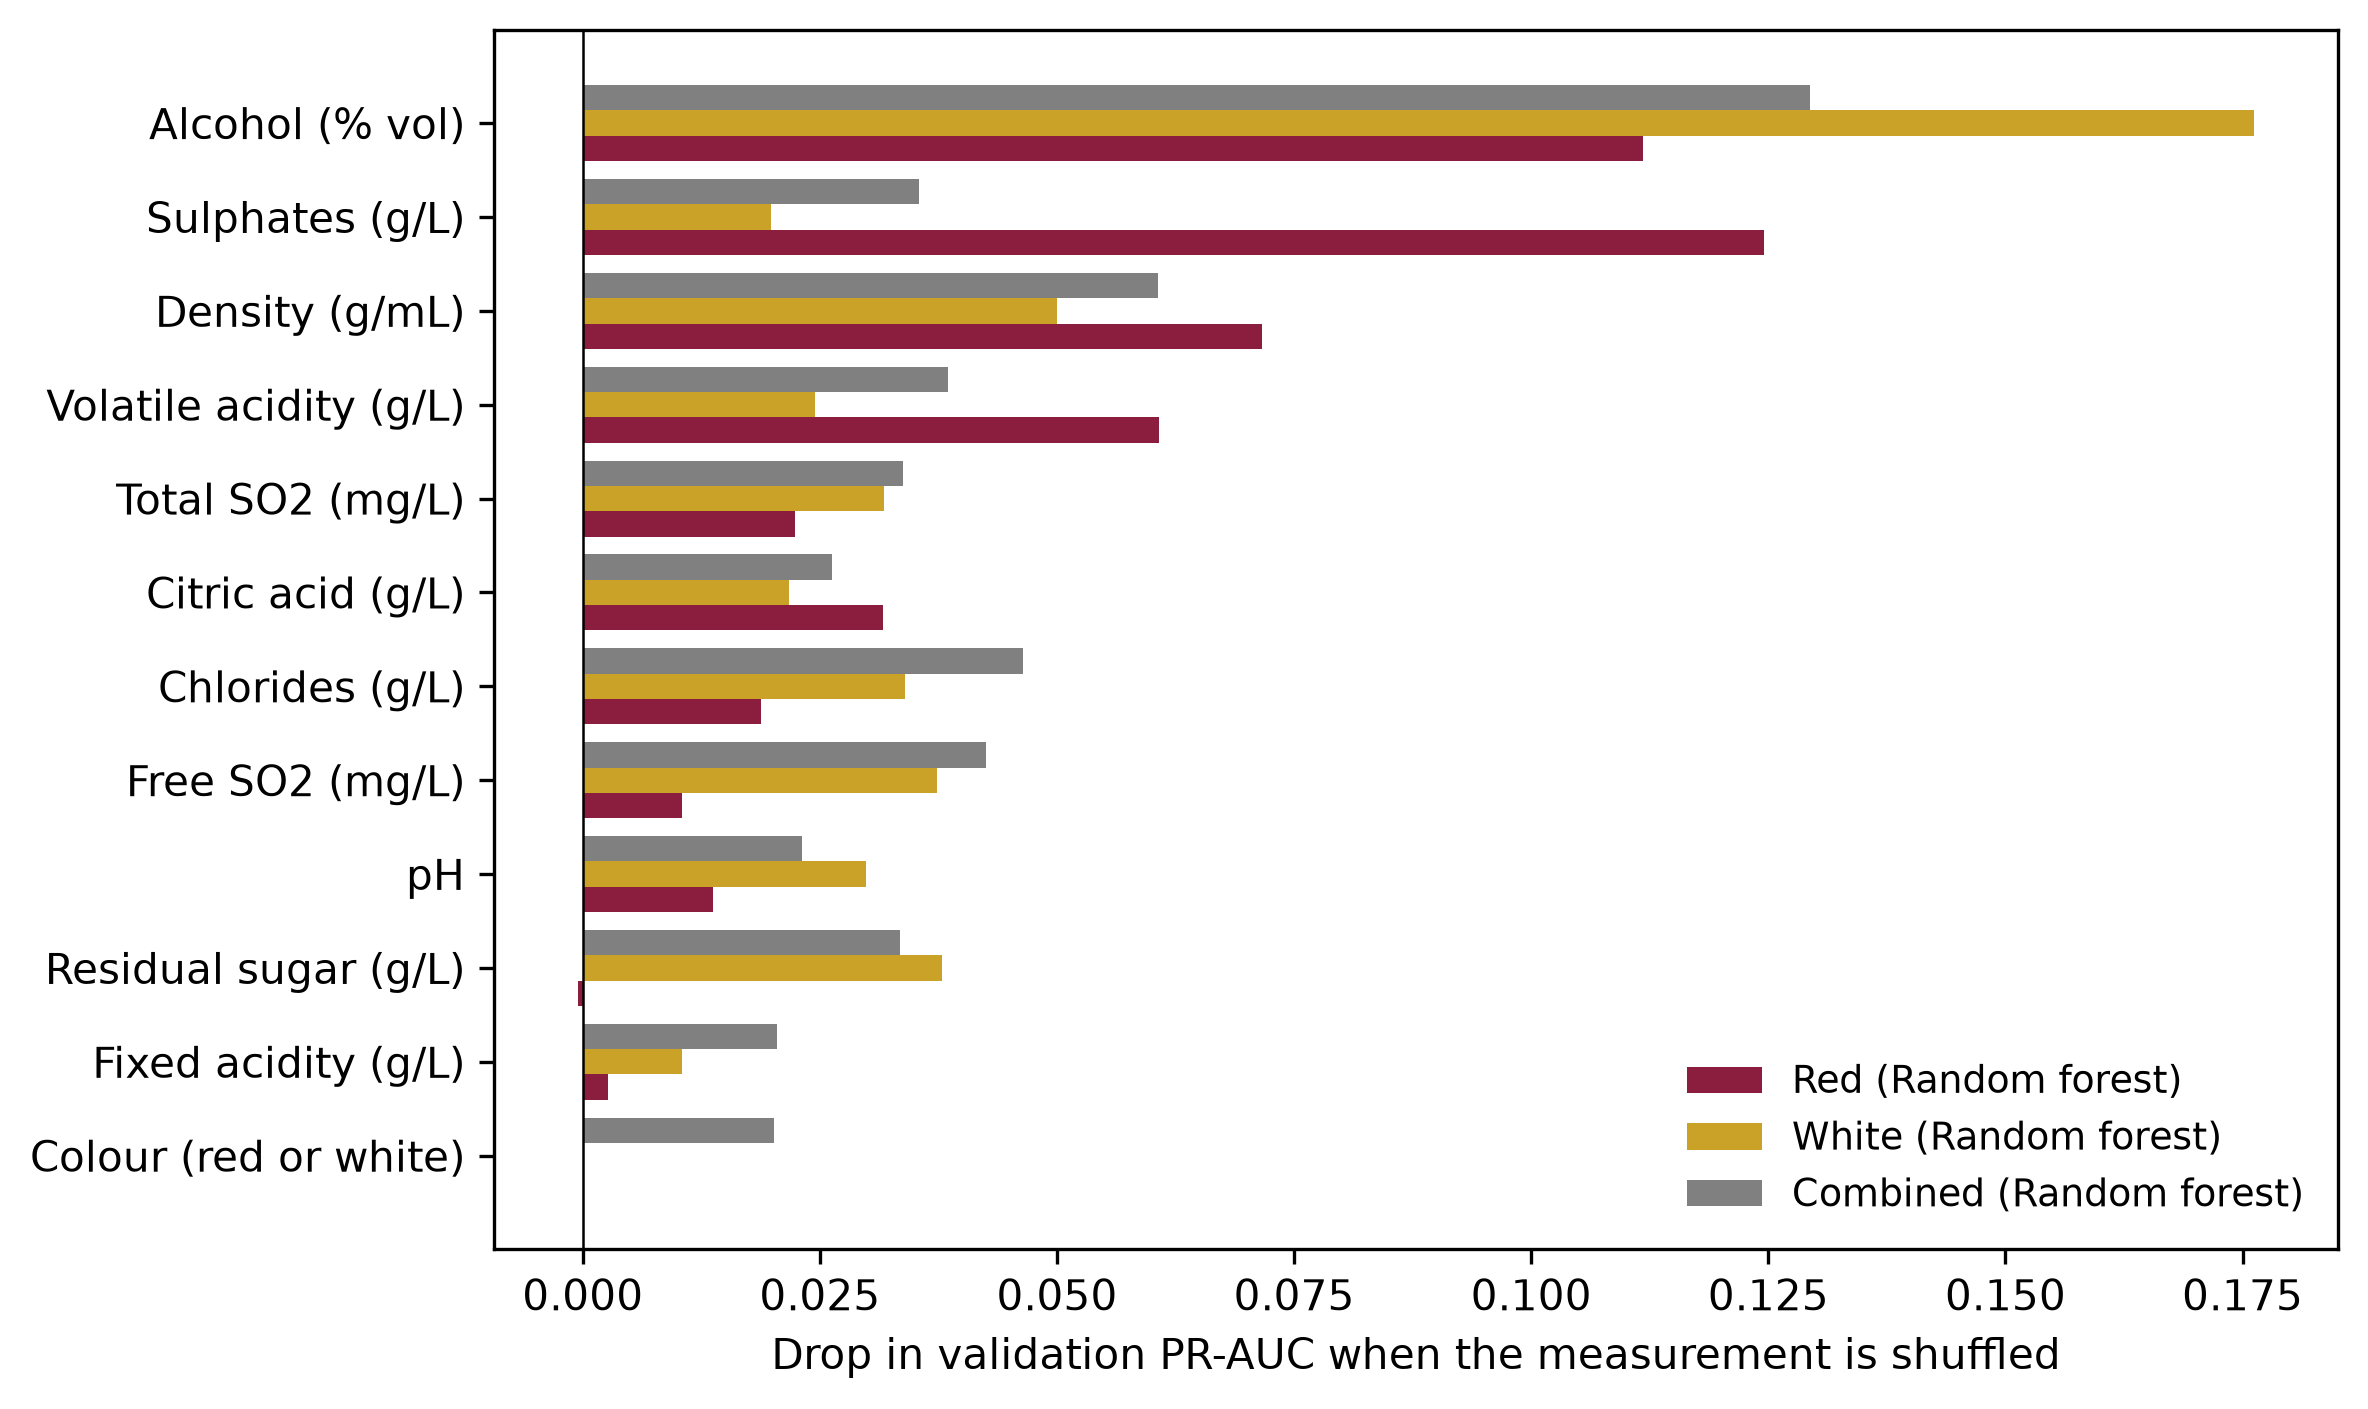 Alcohol (% vol)
Sulphates (g/L)
Density (g/mL)
Volatile acidity (g/L)
Total SO2 (mg/L)
Citric acid (g/L)
Chlorides (g/L)
Free SO2 (mg/L)
pH
Residual sugar (g/L)
Fixed acidity (g/L)
Colour (red or white)
Red (Random forest)
White (Random forest)
Combined (Random forest)
0.000 0.025 0.050 0.075 0.100 0.125 0.150 0.175
Drop in validation PR-AUC when the measurement is shuffled